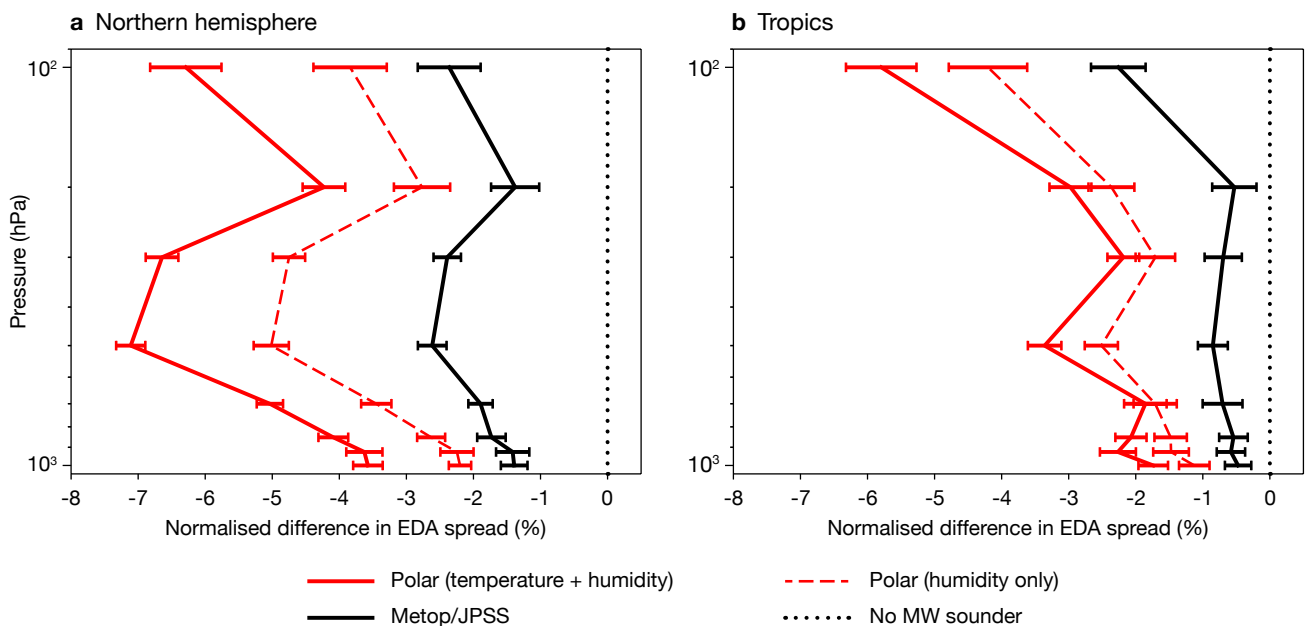 a Northern hemisphere
b Tropics
Pressure (hPa)
10²
10³
-8 -7 -6 -5 -4 -3 -2 -1 0
Normalised difference in EDA spread (%)
10²
10³
-8 -7 -6 -5 -4 -3 -2 -1 0
Normalised difference in EDA spread (%)
Polar (temperature + humidity)
Polar (humidity only)
Metop/JPSS
No MW sounder